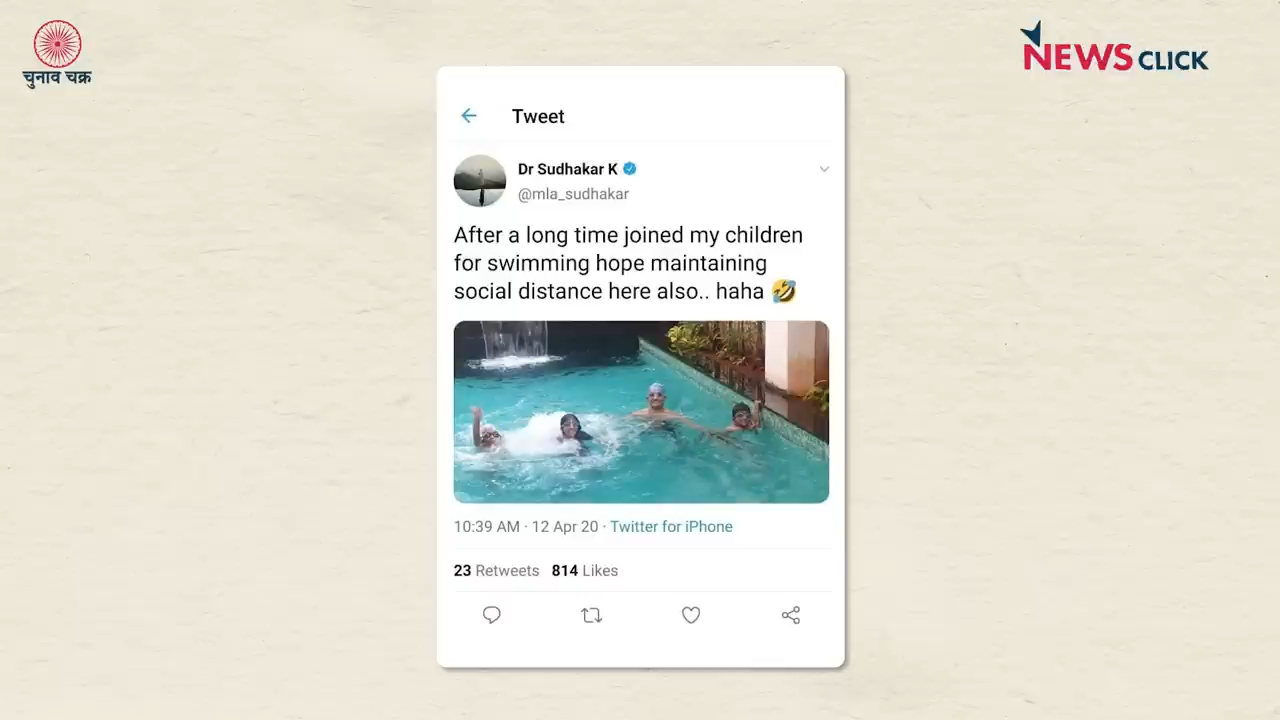 चुनाव चक्र
NEWS CLICK
Tweet
Dr Sudhakar K
@mla_sudhakar
After a long time joined my children
for swimming hope maintaining
social distance here also.. haha 🤣
10:39 AM · 12 Apr 20 · Twitter for iPhone
23 Retweets 814 Likes